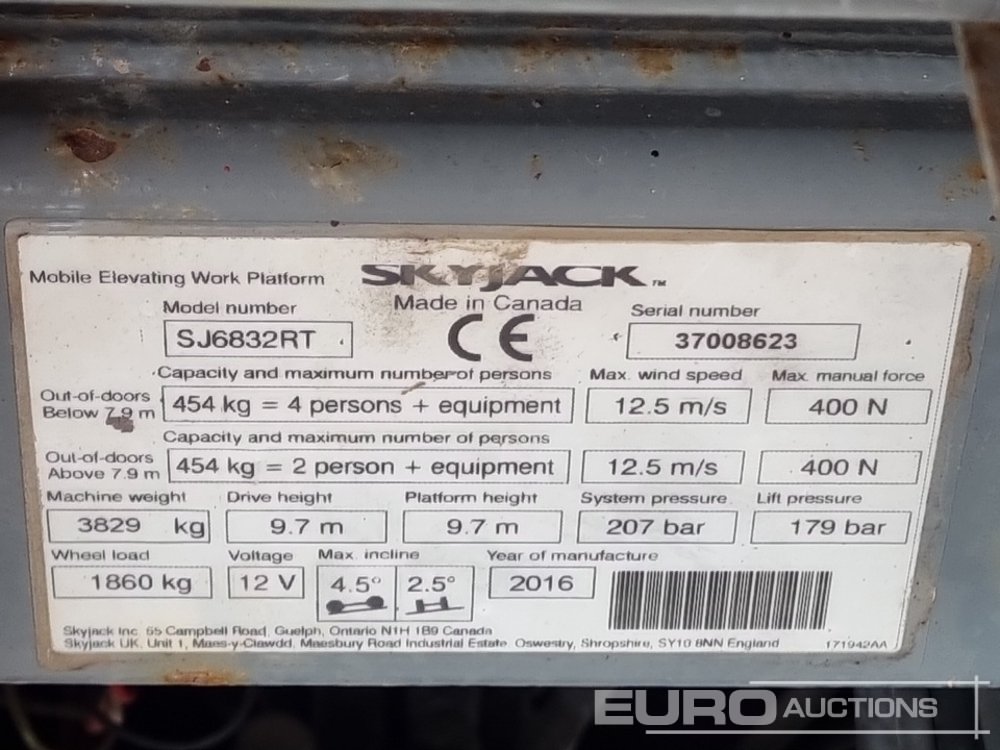 Mobile Elevating Work Platform SKYJACK™
Made in Canada
Model number Serial number
SJ6832RT CE 37008623
Capacity and maximum number of persons Max. wind speed Max. manual force
Out-of-doors
Below 7.9 m 454 kg = 4 persons + equipment 12.5 m/s 400 N
Capacity and maximum number of persons
Out-of-doors
Above 7.9 m 454 kg = 2 person + equipment 12.5 m/s 400 N
Machine weight Drive height Platform height System pressure Lift pressure
3829 kg 9.7 m 9.7 m 207 bar 179 bar
Wheel load Voltage Max. incline Year of manufacture
1860 kg 12 V 4.5° 2.5° 2016
Skyjack Inc. 55 Campbell Road, Guelph, Ontario N1H 1B9 Canada
Skyjack UK, Unit 1, Maes-y-Clawdd, Maesbury Road Industrial Estate Oswestry, Shropshire, SY10 8NN England 171942AA
EURO AUCTIONS